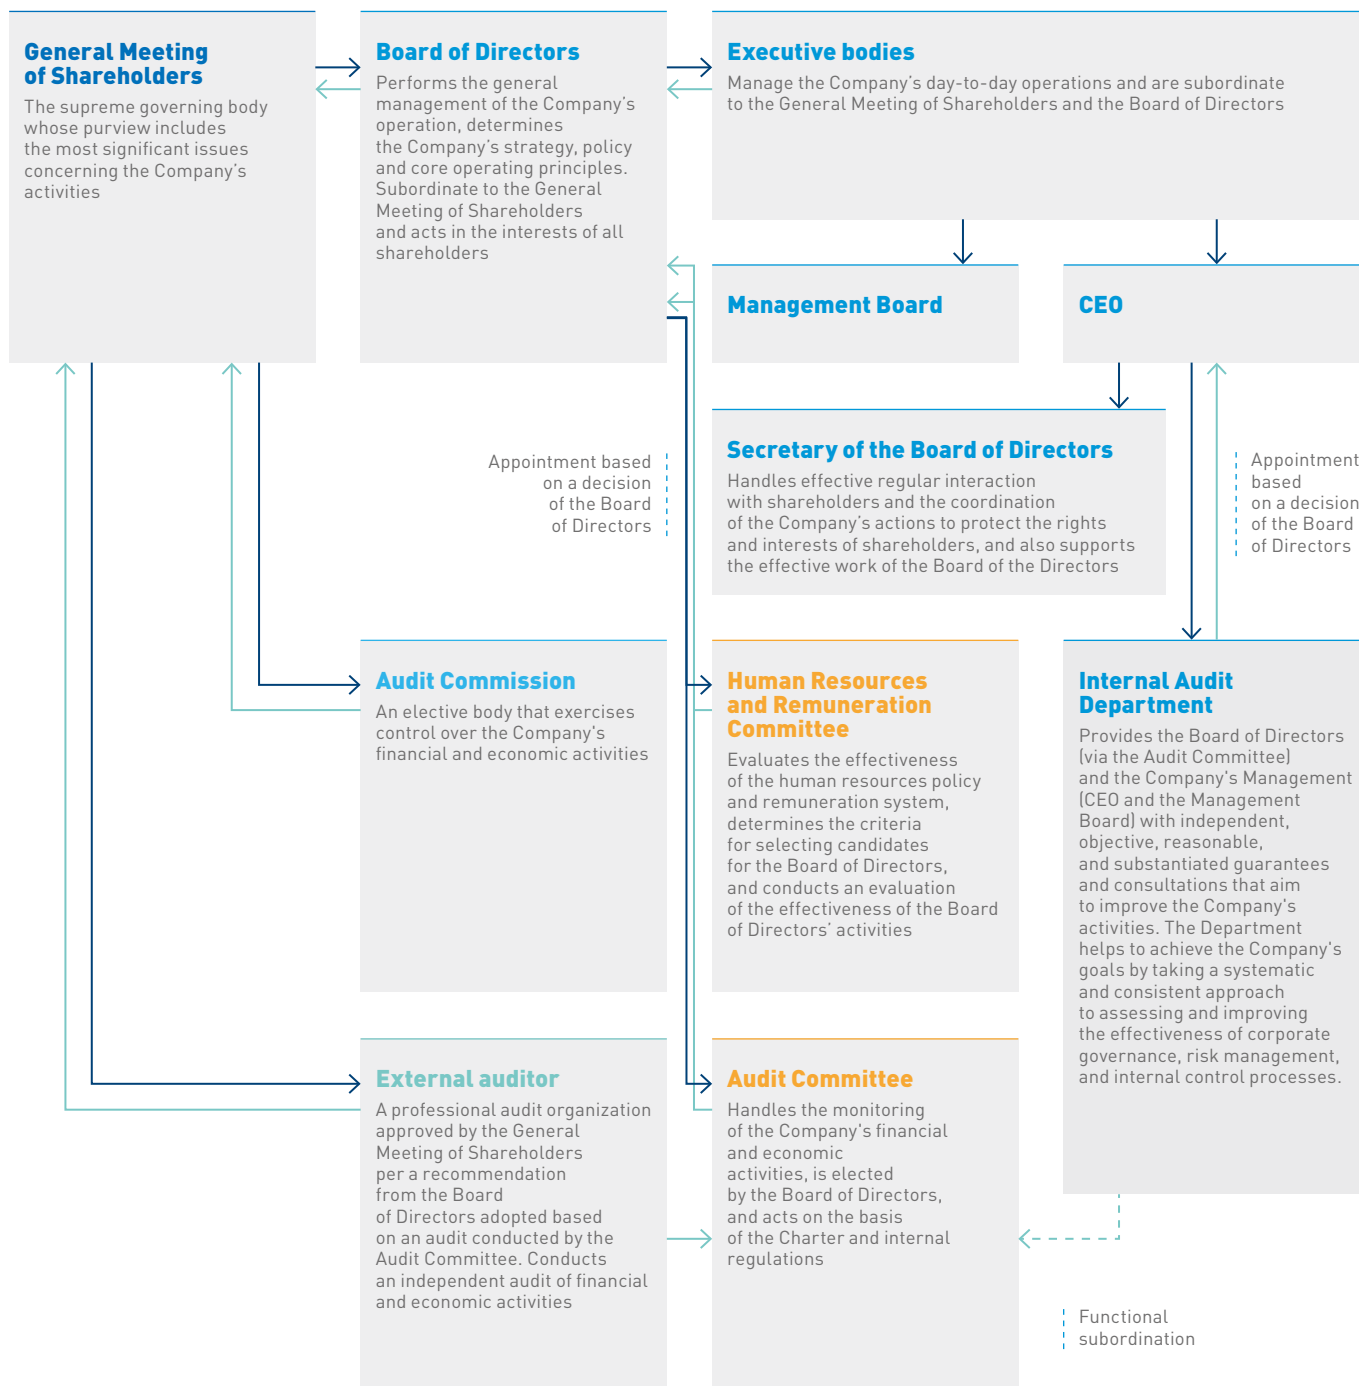 General Meeting
of Shareholders
The supreme governing body
whose purview includes
the most significant issues
concerning the Company's
activities
Board of Directors
Performs the general
management of the Company's
operation, determines
the Company's strategy, policy
and core operating principles.
Subordinate to the General
Meeting of Shareholders
and acts in the interests of all
shareholders
Executive bodies
Manage the Company's day-to-day operations and are subordinate
to the General Meeting of Shareholders and the Board of Directors
Management Board
CEO
Appointment based
on a decision
of the Board
of Directors
Secretary of the Board of Directors
Handles effective regular interaction
with shareholders and the coordination
of the Company's actions to protect the rights
and interests of shareholders, and also supports
the effective work of the Board of the Directors
Appointment
based
on a decision
of the Board
of Directors
Audit Commission
An elective body that exercises
control over the Company's
financial and economic activities
Human Resources
and Remuneration
Committee
Evaluates the effectiveness
of the human resources policy
and remuneration system,
determines the criteria
for selecting candidates
for the Board of Directors,
and conducts an evaluation
of the effectiveness of the Board
of Directors' activities
Internal Audit
Department
Provides the Board of Directors
(via the Audit Committee)
and the Company's Management
(CEO and the Management
Board) with independent,
objective, reasonable,
and substantiated guarantees
and consultations that aim
to improve the Company's
activities. The Department
helps to achieve the Company's
goals by taking a systematic
and consistent approach
to assessing and improving
the effectiveness of corporate
governance, risk management,
and internal control processes.
External auditor
A professional audit organization
approved by the General
Meeting of Shareholders
per a recommendation
from the Board
of Directors adopted based
on an audit conducted by the
Audit Committee. Conducts
an independent audit of financial
and economic activities
Audit Committee
Handles the monitoring
of the Company's financial
and economic
activities, is elected
by the Board of Directors,
and acts on the basis
of the Charter and internal
regulations
Functional
subordination